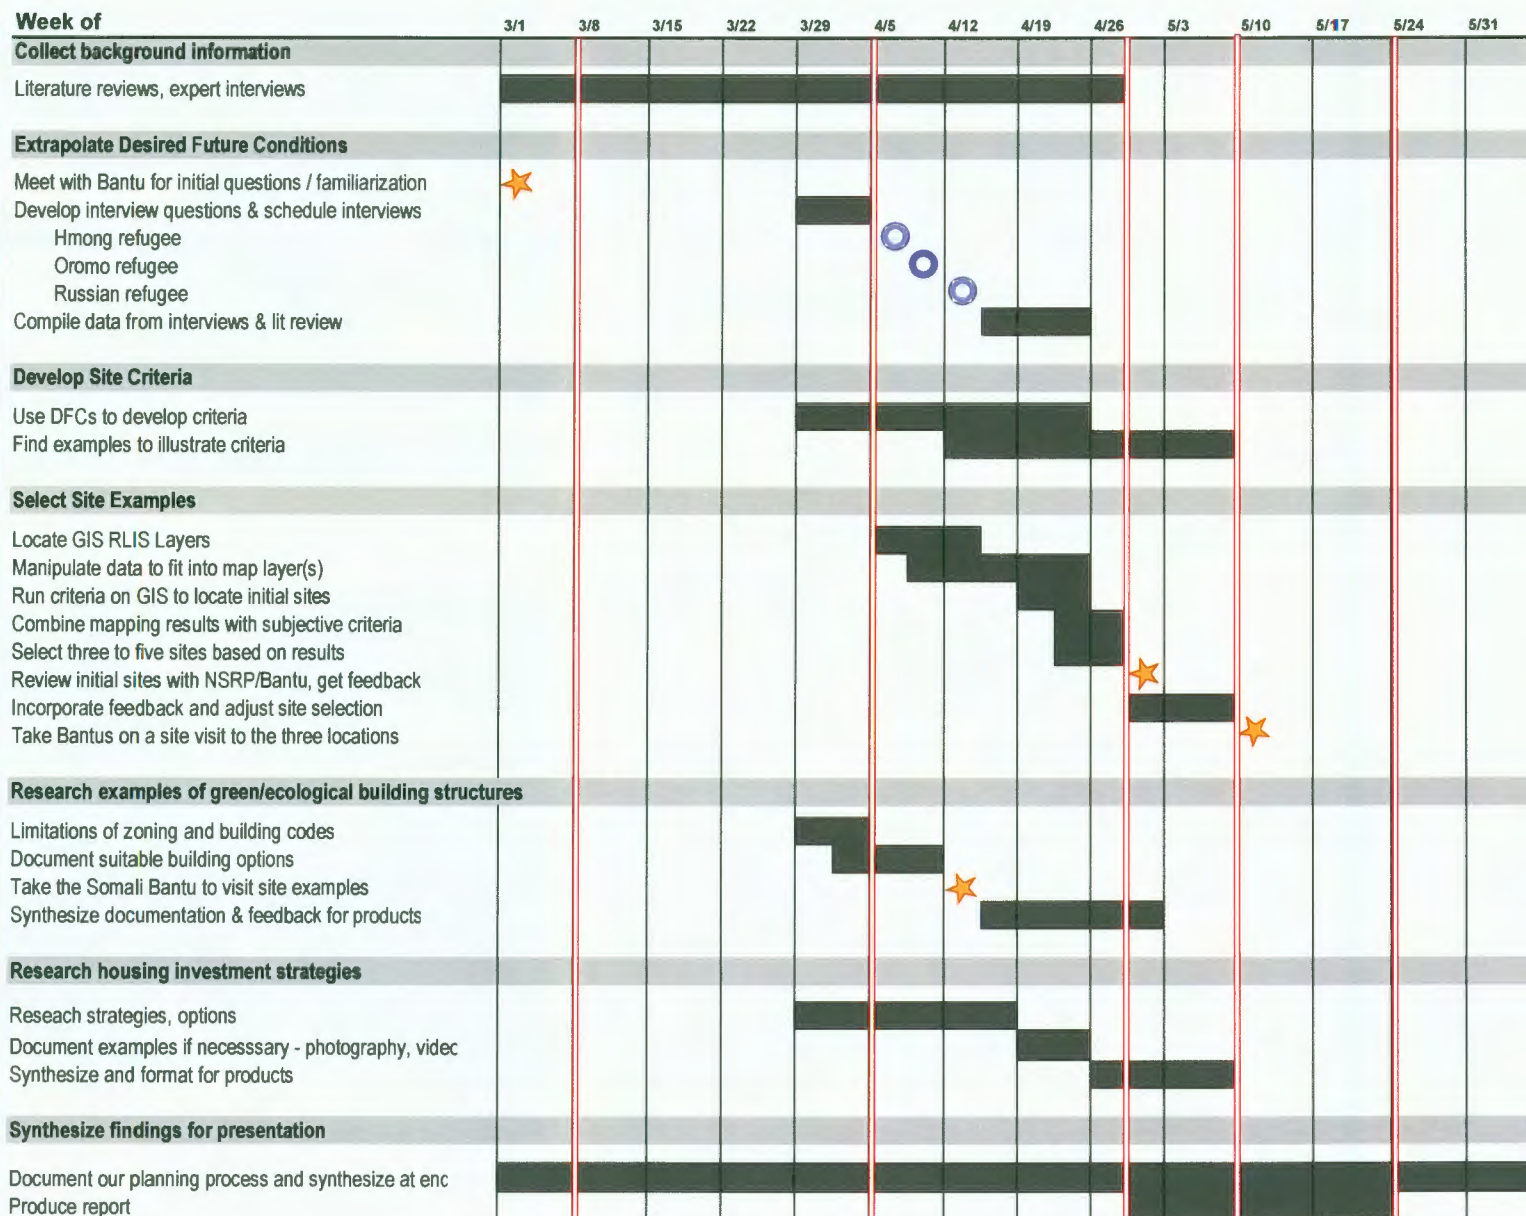 Week of 3/1 3/8 3/15 3/22 3/29 4/5 4/12 4/19 4/26 5/3 5/10 5/17 5/24 5/31
Collect background information
Literature reviews, expert interviews
Extrapolate Desired Future Conditions
Meet with Bantu for initial questions / familiarization
Develop interview questions & schedule interviews
Hmong refugee
Oromo refugee
Russian refugee
Compile data from interviews & lit review
Develop Site Criteria
Use DFCs to develop criteria
Find examples to illustrate criteria
Select Site Examples
Locate GIS RLIS Layers
Manipulate data to fit into map layer(s)
Run criteria on GIS to locate initial sites
Combine mapping results with subjective criteria
Select three to five sites based on results
Review initial sites with NSRP/Bantu, get feedback
Incorporate feedback and adjust site selection
Take Bantus on a site visit to the three locations
Research examples of green/ecological building structures
Limitations of zoning and building codes
Document suitable building options
Take the Somali Bantu to visit site examples
Synthesize documentation & feedback for products
Research housing investment strategies
Reseach strategies, options
Document examples if necesssary - photography, videc
Synthesize and format for products
Synthesize findings for presentation
Document our planning process and synthesize at enc
Produce report